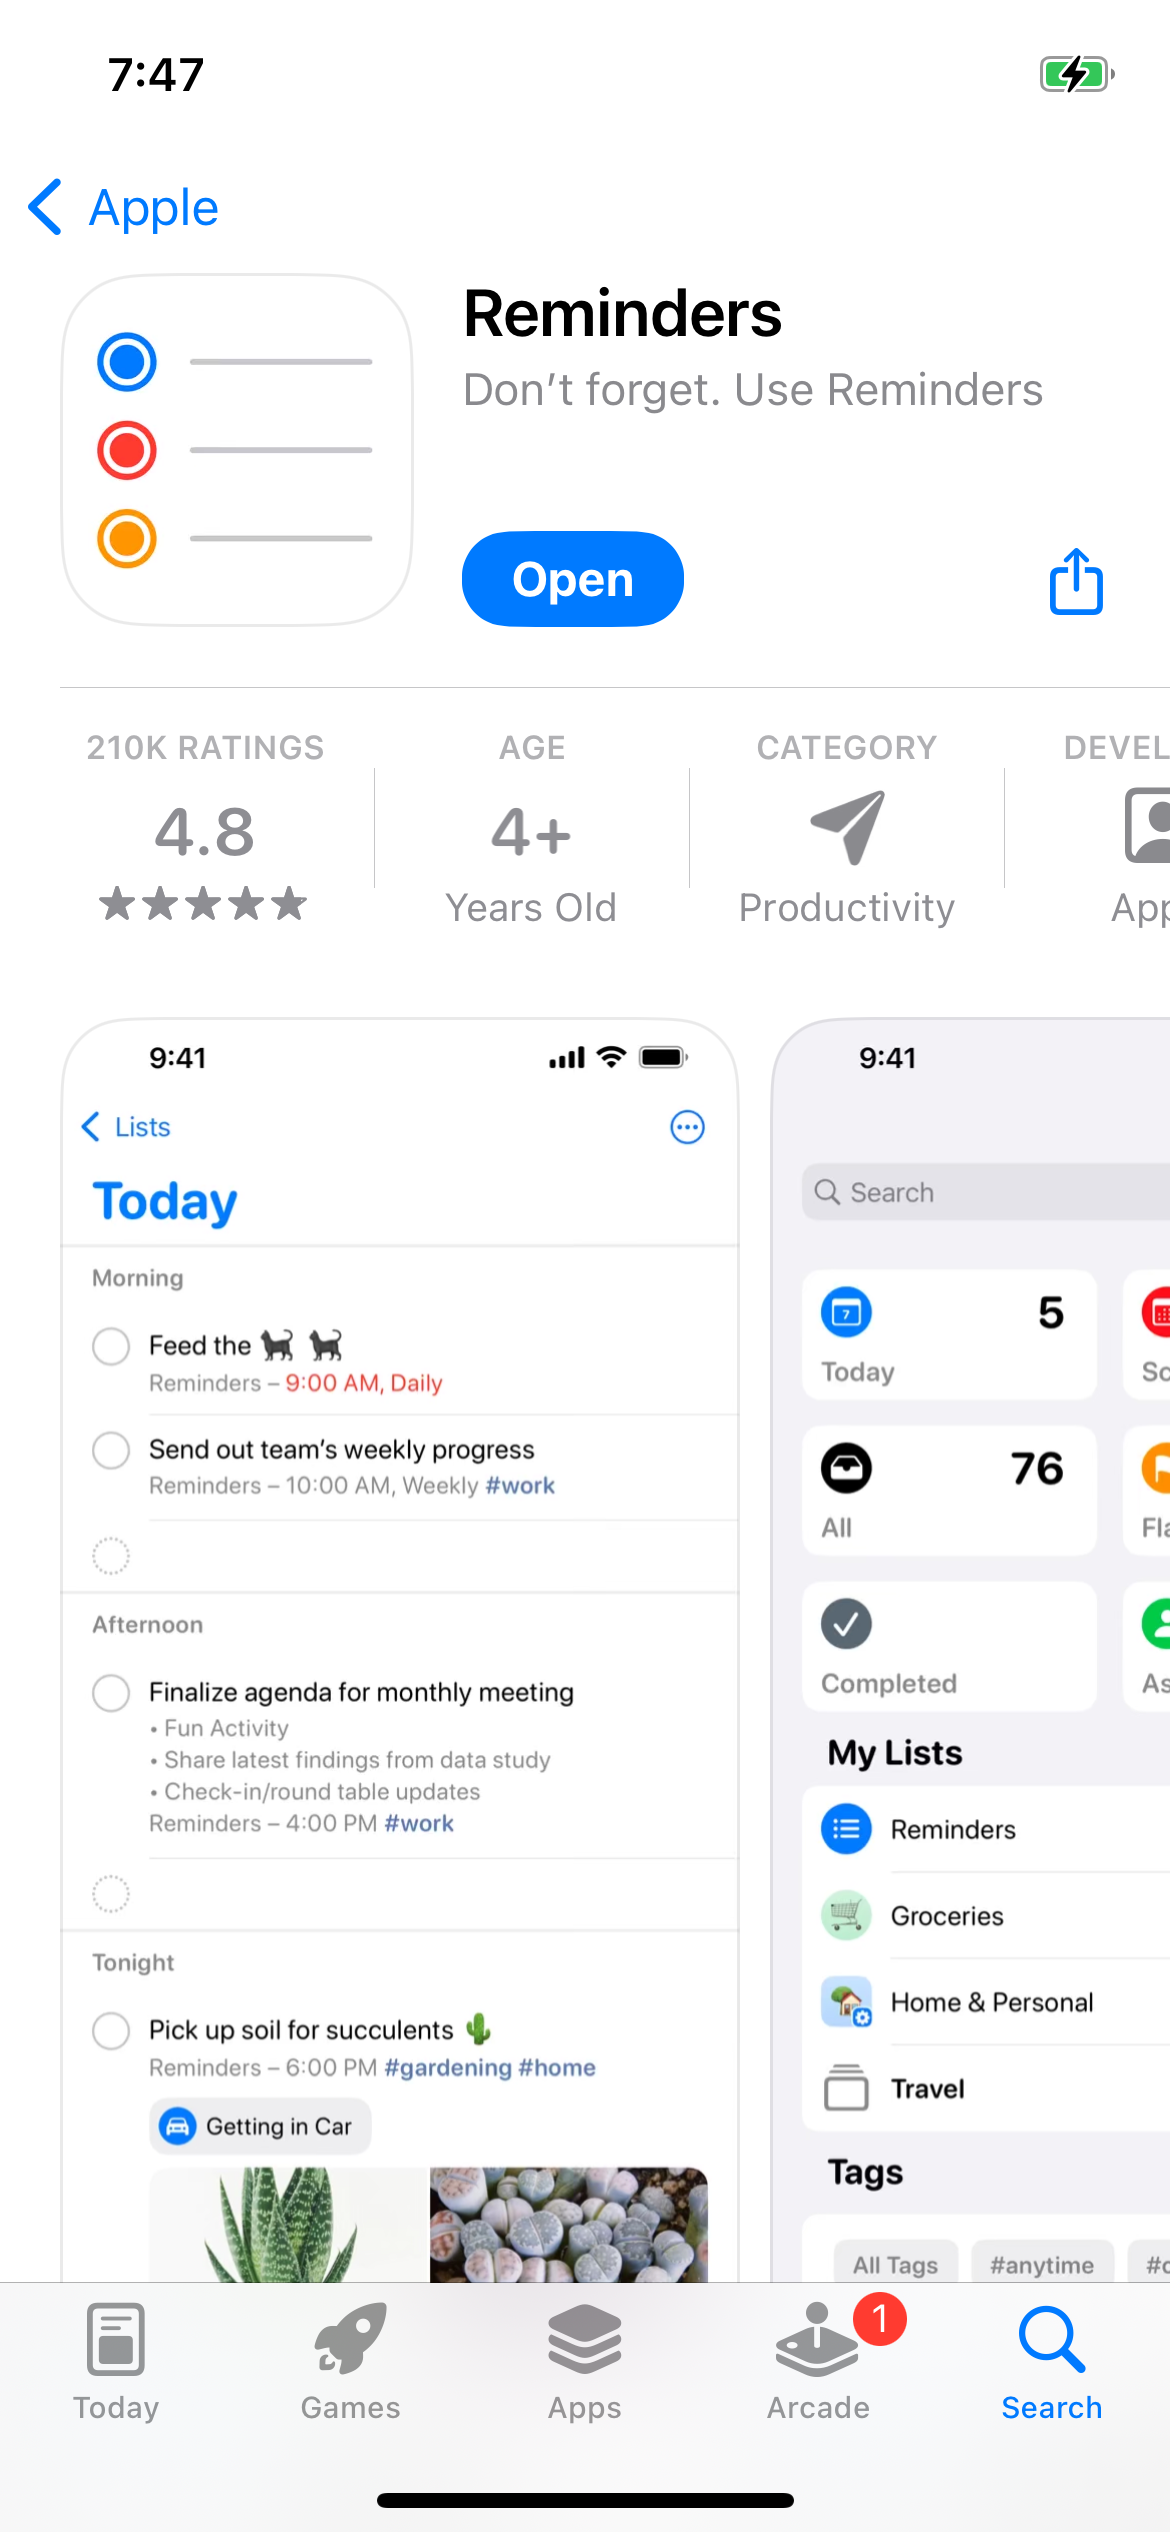 7:47
Apple
Reminders
Don't forget. Use Reminders
Open
210K RATINGS
4.8
AGE
4+
Years Old
CATEGORY
Productivity
DEVEL
App
9:41
Lists
Today
Morning
Feed the
Reminders – 9:00 AM, Daily
Send out team's weekly progress
Reminders – 10:00 AM, Weekly #work
Afternoon
Finalize agenda for monthly meeting
• Fun Activity
• Share latest findings from data study
• Check-in/round table updates
Reminders – 4:00 PM #work
Tonight
Pick up soil for succulents
Reminders – 6:00 PM #gardening #home
Getting in Car
9:41
Search
7
5
Today
Sc
76
All
Fla
Completed
As
My Lists
Reminders
Groceries
Home & Personal
Travel
Tags
All Tags
#anytime
Today
Games
Apps
1
Arcade
Search